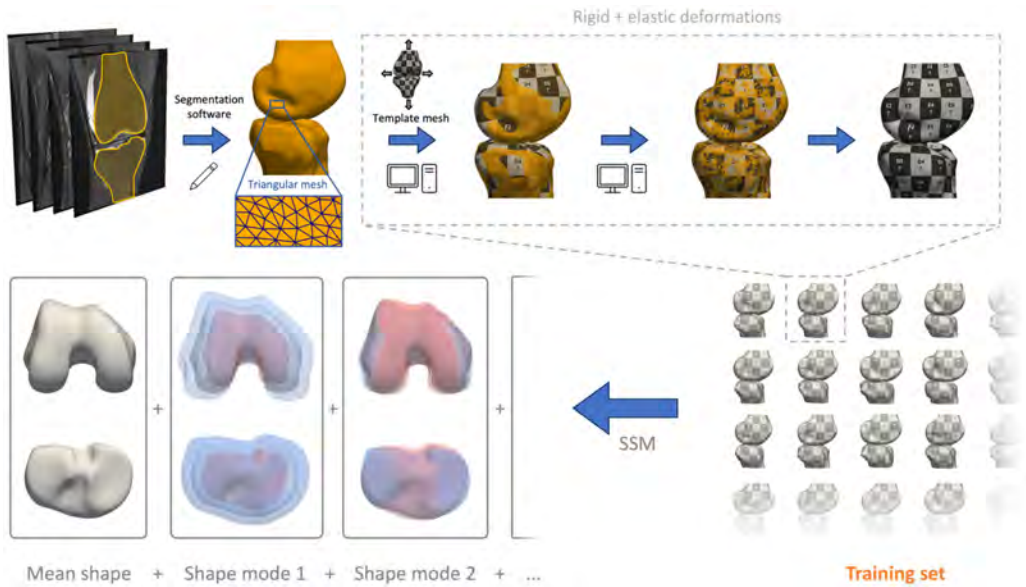 Rigid + elastic deformations
Segmentation
software
Template mesh
Triangular mesh
SSM
+ + +
+ + +
Mean shape + Shape mode 1 + Shape mode 2 + ...
Training set